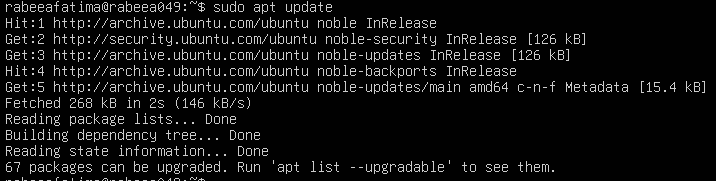 rabeeafatima@rabeea049:~$ sudo apt update
Hit:1 http://archive.ubuntu.com/ubuntu noble InRelease
Get:2 http://security.ubuntu.com/ubuntu noble-security InRelease [126 kB]
Get:3 http://archive.ubuntu.com/ubuntu noble-updates InRelease [126 kB]
Hit:4 http://archive.ubuntu.com/ubuntu noble-backports InRelease
Get:5 http://archive.ubuntu.com/ubuntu noble-updates/main amd64 c-n-f Metadata [15.4 kB]
Fetched 268 kB in 2s (146 kB/s)
Reading package lists... Done
Building dependency tree... Done
Reading state information... Done
67 packages can be upgraded. Run 'apt list --upgradable' to see them.
rabeeafatima@rabeea049:~$